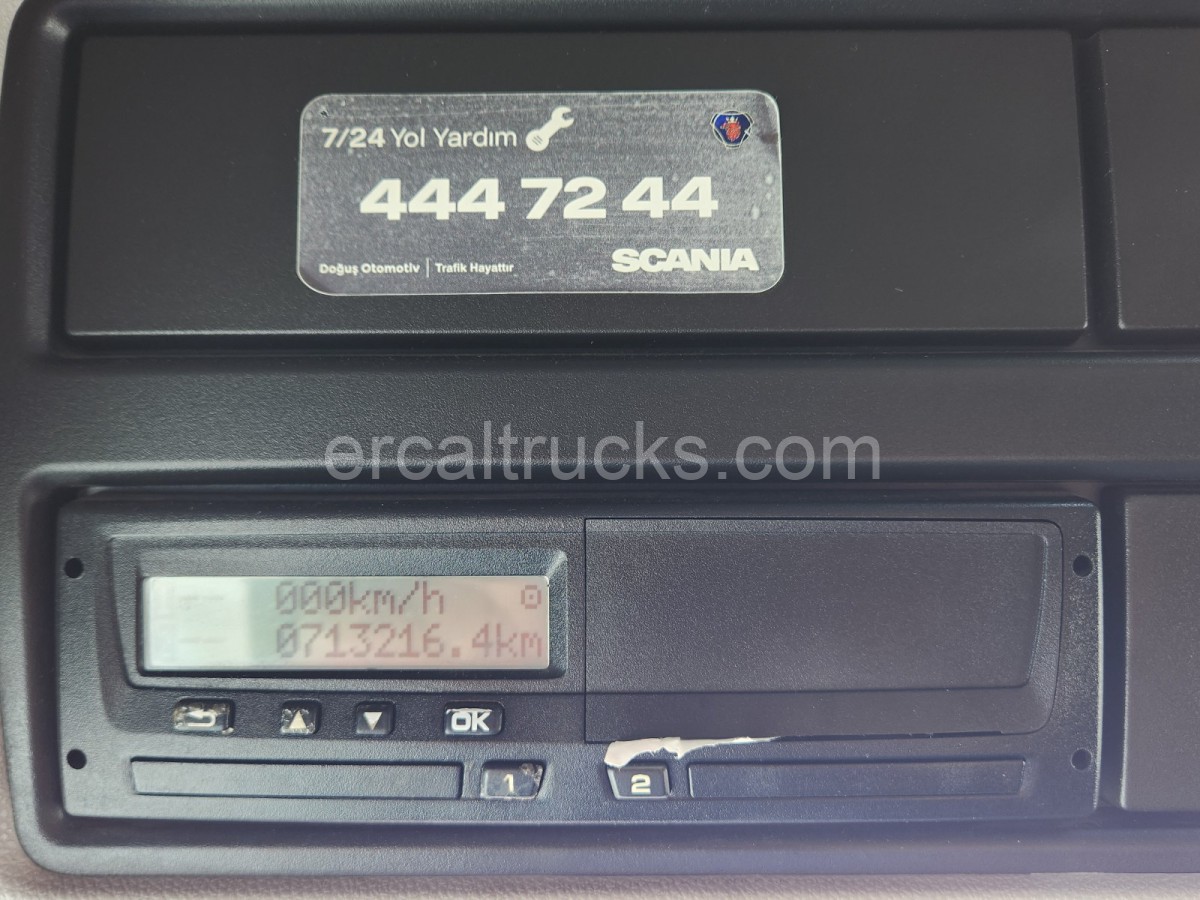 7/24 Yol Yardım
444 72 44
Doğuş Otomotiv | Trafik Hayattır
SCANIA
ercaltrucks.com
000km/h
0713216.4km
OK
1
2